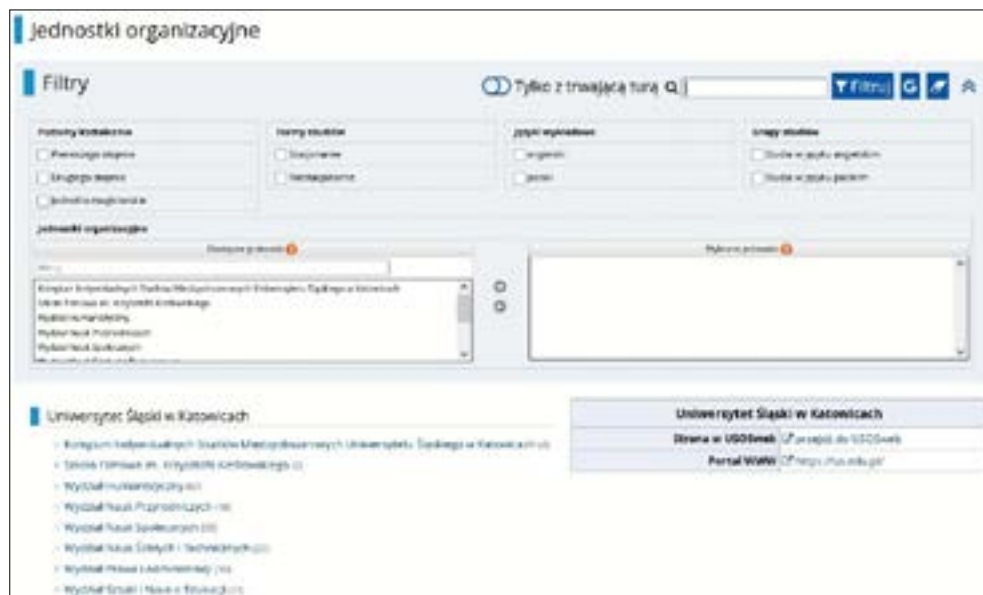 Jednostki organizacyjne
Filtry
Tylko z trwającą turą
Filtruj
Poziomy kształcenia
Formy studiów
Języki wykładowe
Grupy studiów
Pierwszego stopnia
Stacjonarne
angielski
Studia w języku angielskim
Drugiego stopnia
Niestacjonarne
polski
Studia w języku polskim
Jednolite magisterskie
Jednostki organizacyjne
Kolegium Indywidualnych Studiów Międzyobszarowych Uniwersytetu Śląskiego w Katowicach
Szkoła Filmowa im. Krzysztofa Kieślowskiego
Wydział Humanistyczny
Wydział Nauk Przyrodniczych
Wydział Nauk Społecznych
Uniwersytet Śląski w Katowicach
Uniwersytet Śląski w Katowicach
Kolegium Indywidualnych Studiów Międzyobszarowych Uniwersytetu Śląskiego w Katowicach
Strona w USOSweb przejdź do USOSweb
Szkoła Filmowa im. Krzysztofa Kieślowskiego
Portal WWW https://us.edu.pl/
Wydział Humanistyczny
Wydział Nauk Przyrodniczych
Wydział Nauk Społecznych
Wydział Nauk Ścisłych i Technicznych
Wydział Prawa i Administracji
Wydział Sztuki i Nauk o Edukacji